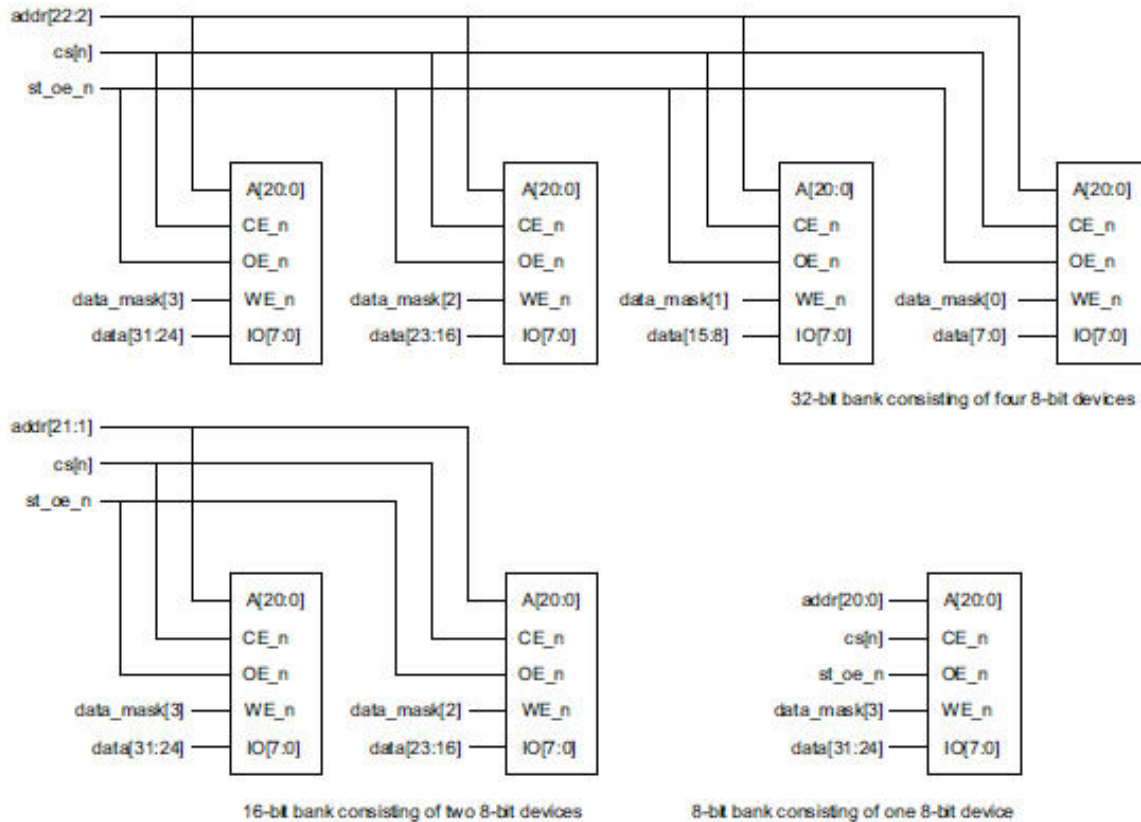 addr[22:2]
cs[n]
st_oe_n
A[20:0] A[20:0] A[20:0] A[20:0]
CE_n CE_n CE_n CE_n
OE_n OE_n OE_n OE_n
data_mask[3] WE_n data_mask[2] WE_n data_mask[1] WE_n data_mask[0] WE_n
data[31:24] IO[7:0] data[23:16] IO[7:0] data[15:8] IO[7:0] data[7:0] IO[7:0]
32-bit bank consisting of four 8-bit devices
addr[21:1]
cs[n]
st_oe_n
A[20:0] A[20:0] addr[20:0] A[20:0]
CE_n CE_n cs[n] CE_n
OE_n OE_n st_oe_n OE_n
data_mask[3] WE_n data_mask[2] WE_n data_mask[3] WE_n
data[31:24] IO[7:0] data[23:16] IO[7:0] data[31:24] IO[7:0]
16-bit bank consisting of two 8-bit devices 8-bit bank consisting of one 8-bit device